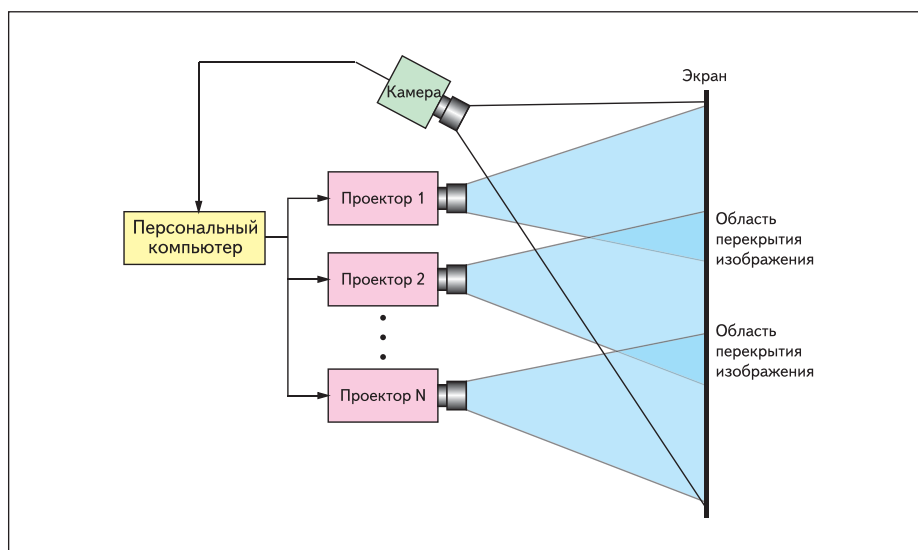 Экран
Камера
Проектор 1
Персональный
компьютер
Область
перекрытия
изображения
Проектор 2
Область
перекрытия
изображения
Проектор N